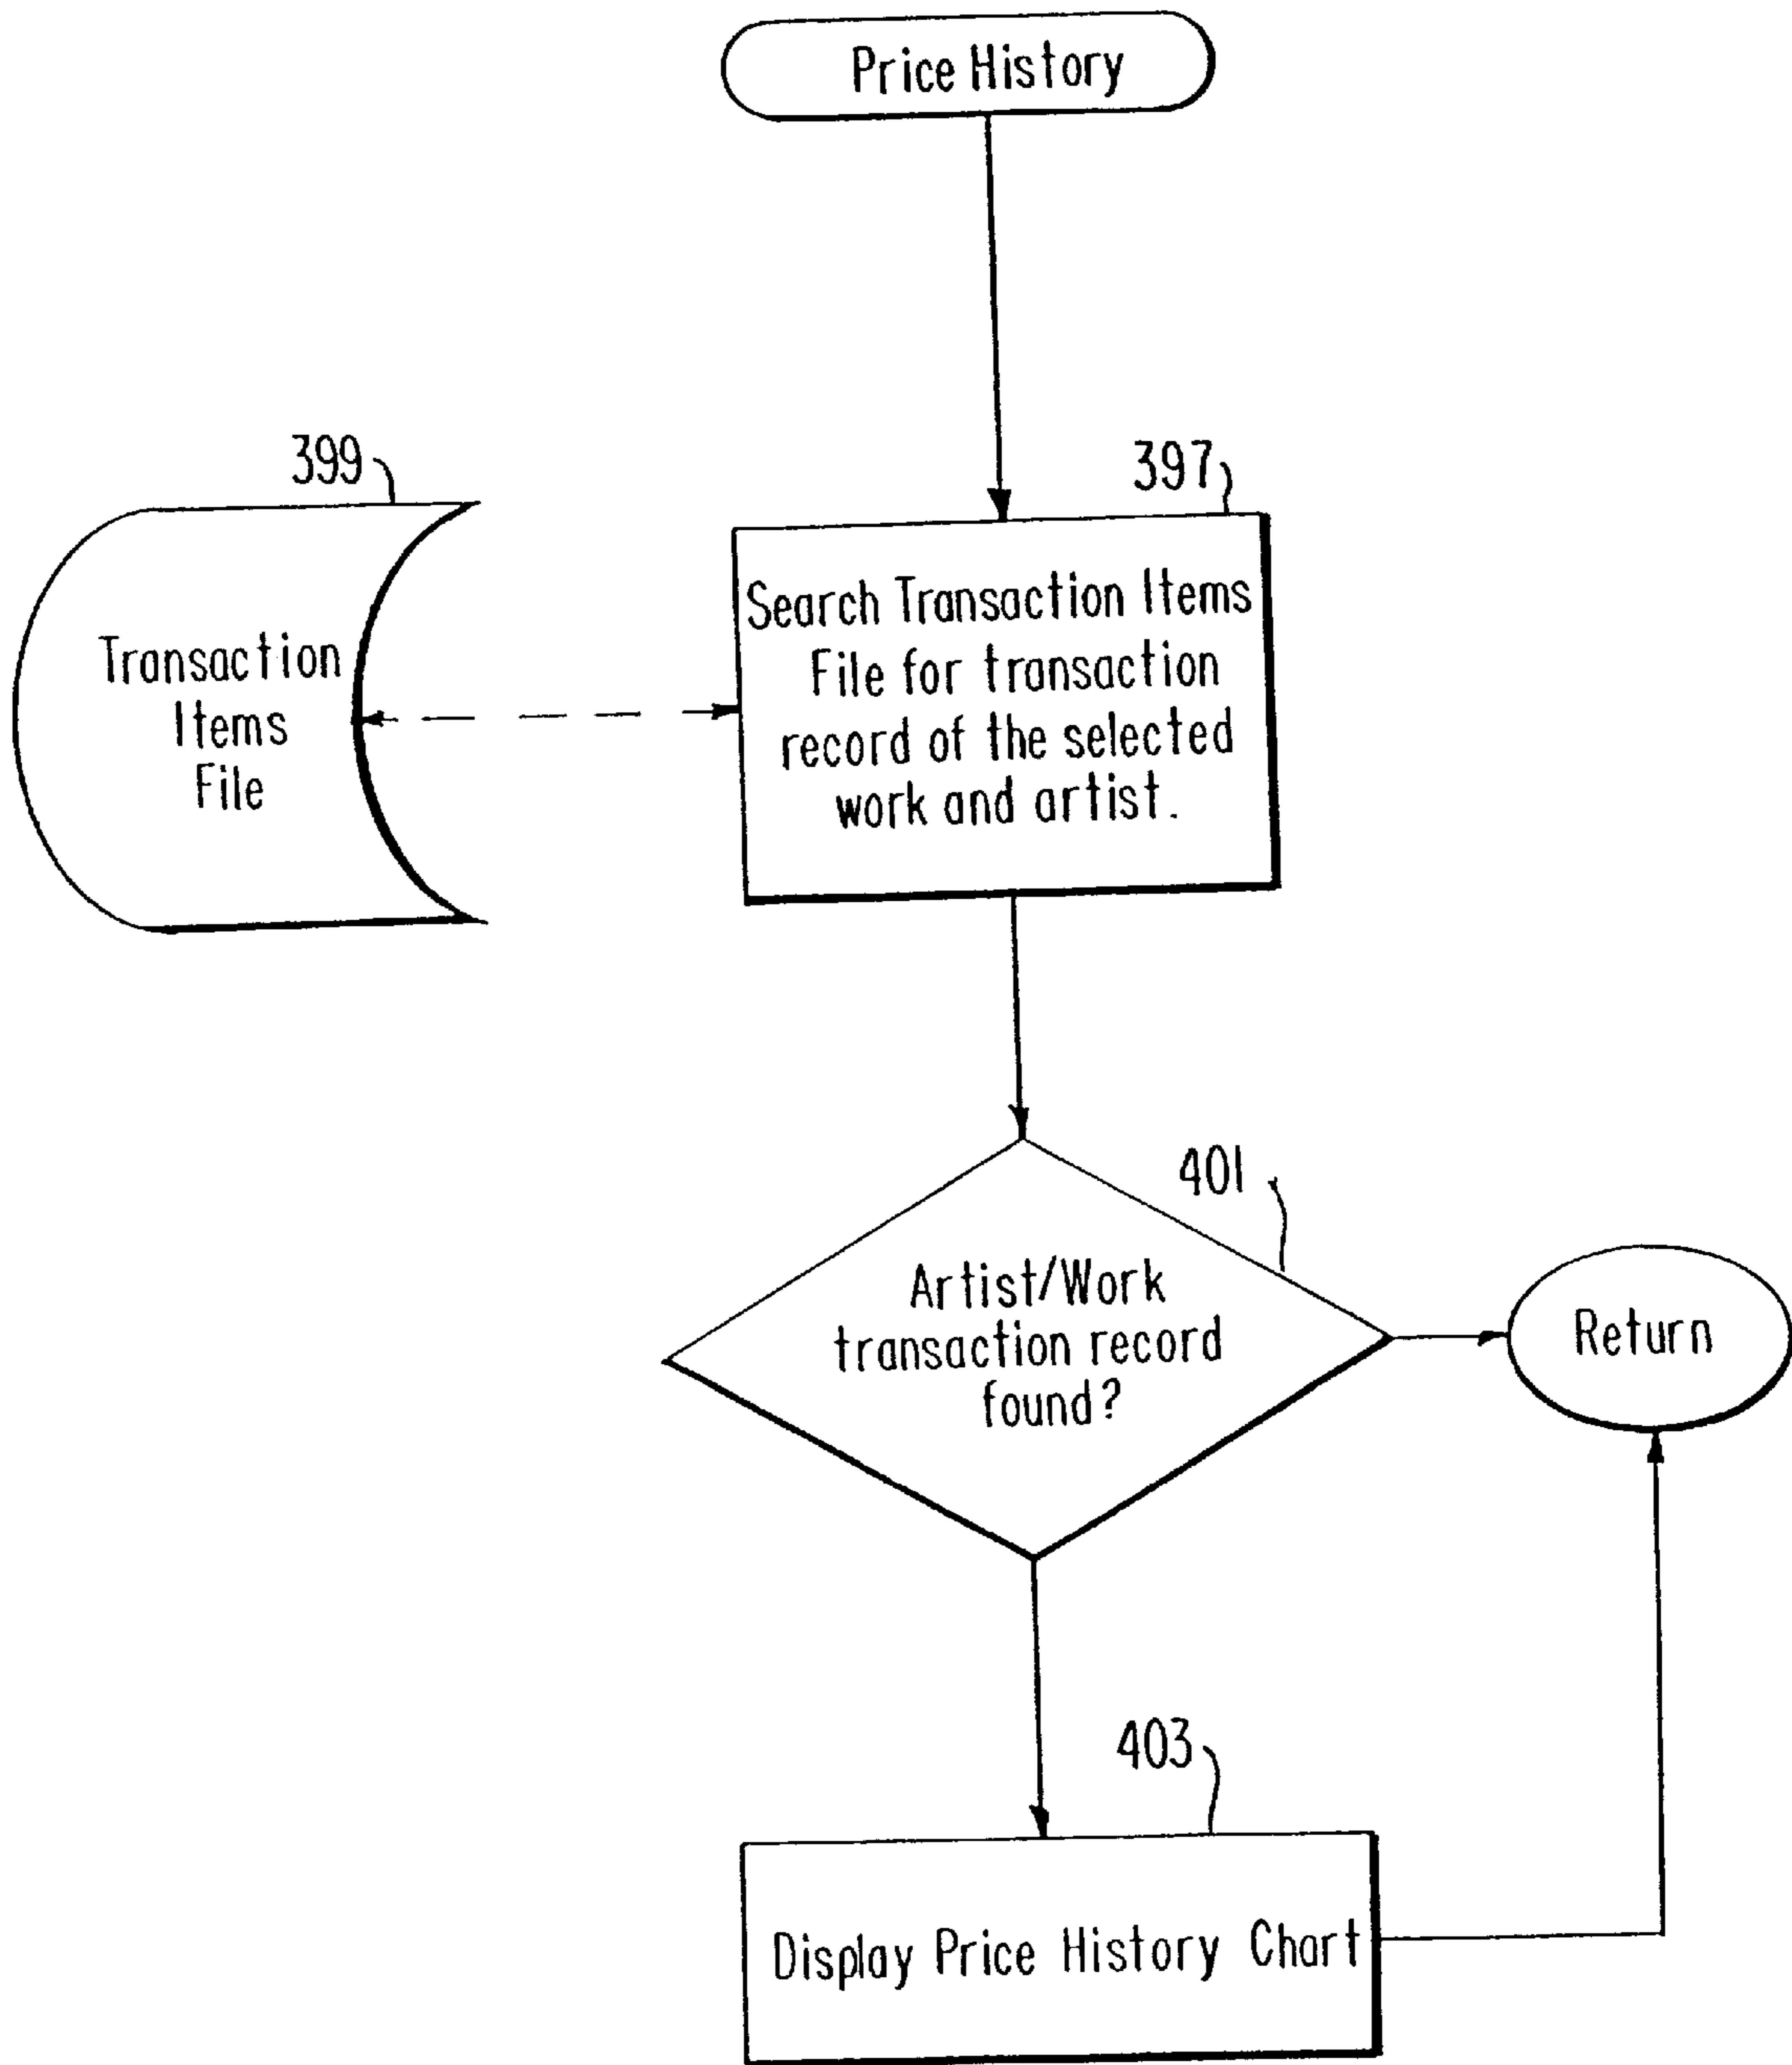 Price History
399
397
Transaction
Items
File
Search Transaction Items
File for transaction
record of the selected
work and artist.
401
Artist/Work
transaction record
found?
Return
403
Display Price History Chart